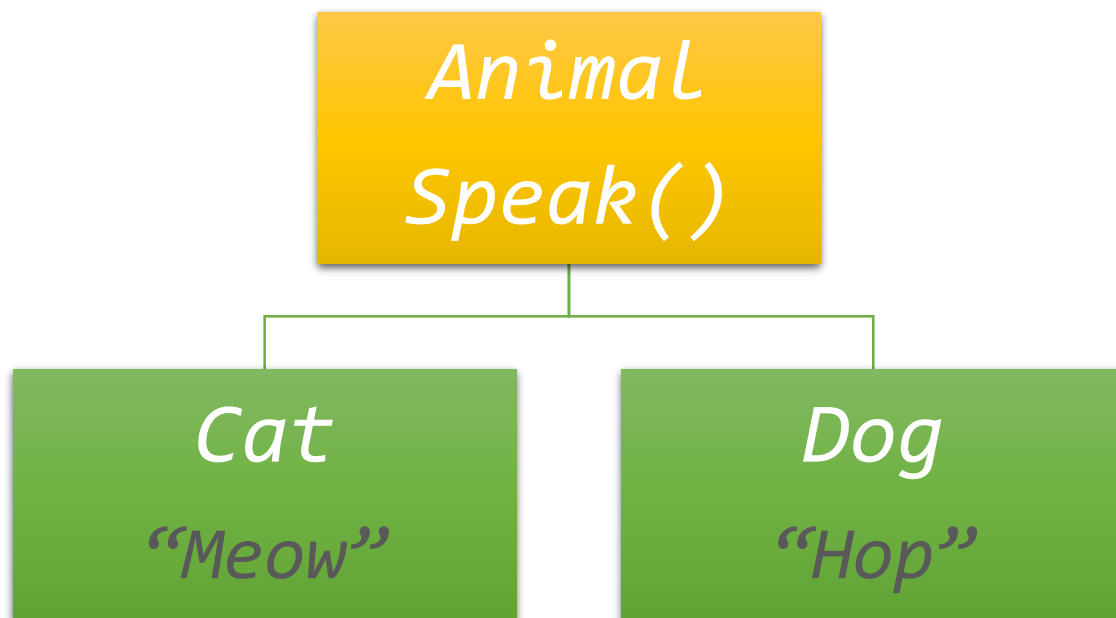 Animal
Speak()
Cat
“Meow”
Dog
“Hop”